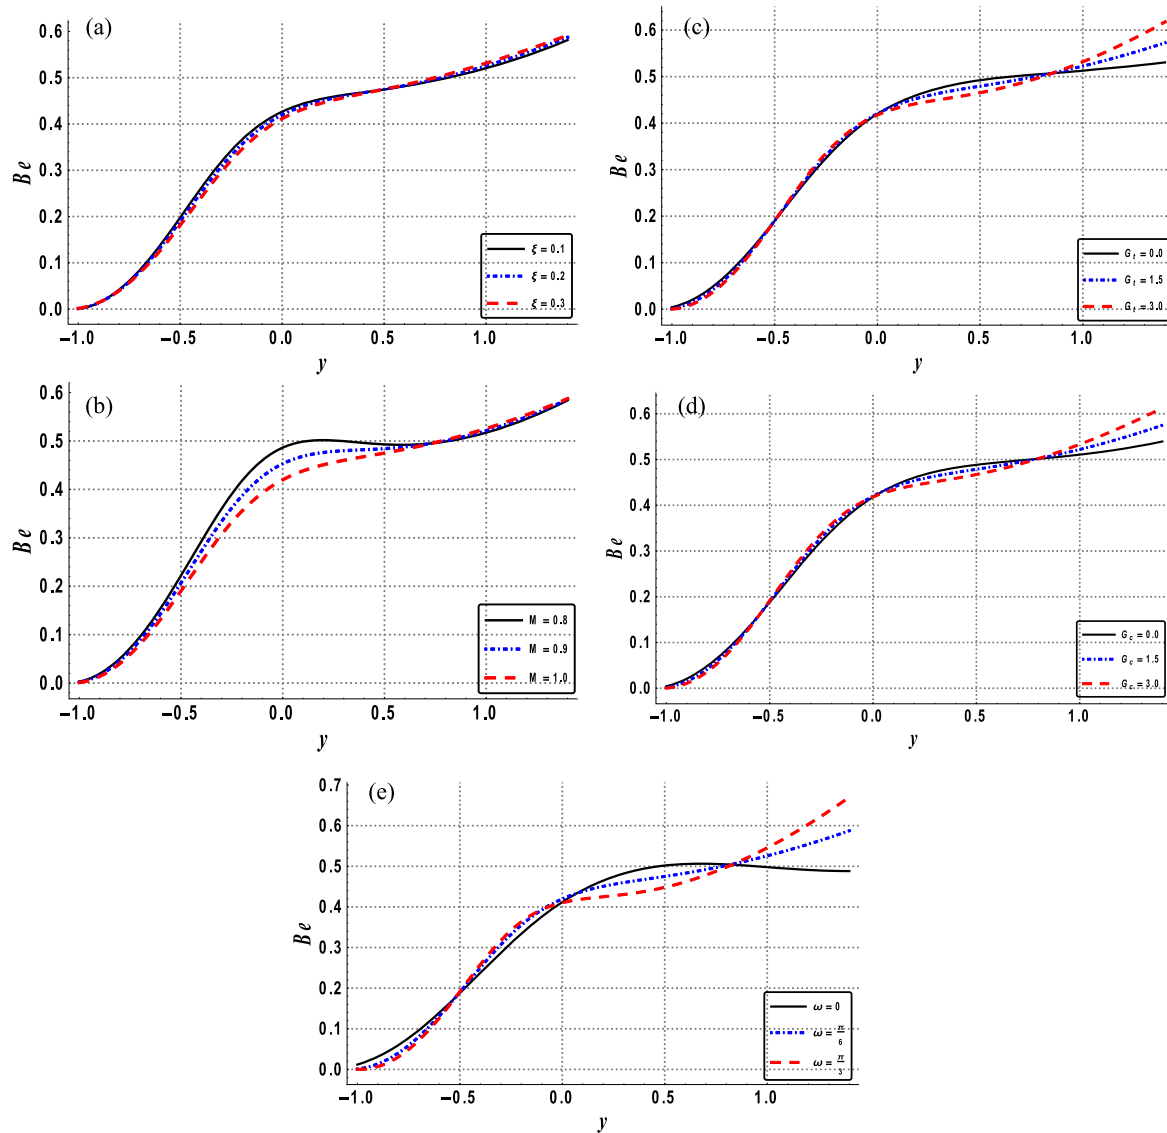 (a)
0.6
0.5
0.4
0.3
0.2
0.1
0.0
Be
−1.0 −0.5 0.0 0.5 1.0
y
ξ = 0.1
ξ = 0.2
ξ = 0.3
(c)
0.6
0.5
0.4
0.3
0.2
0.1
0.0
Be
−1.0 −0.5 0.0 0.5 1.0
y
G_t = 0.0
G_t = 1.5
G_t = 3.0
(b)
0.6
0.5
0.4
0.3
0.2
0.1
0.0
Be
−1.0 −0.5 0.0 0.5 1.0
y
M = 0.8
M = 0.9
M = 1.0
(d)
0.6
0.5
0.4
0.3
0.2
0.1
0.0
Be
−1.0 −0.5 0.0 0.5 1.0
y
G_c = 0.0
G_c = 1.5
G_c = 3.0
(e)
0.7
0.6
0.5
0.4
0.3
0.2
0.1
0.0
Be
−1.0 −0.5 0.0 0.5 1.0
y
ω = 0
ω = π/6
ω = π/3